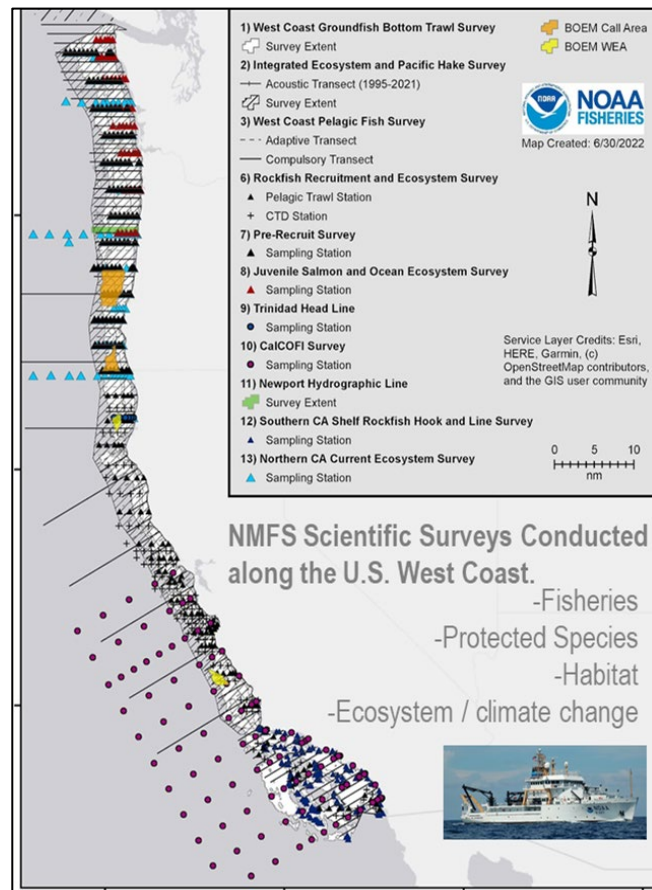 1) West Coast Groundfish Bottom Trawl Survey
Survey Extent
2) Integrated Ecosystem and Pacific Hake Survey
Acoustic Transect (1995-2021)
Survey Extent
3) West Coast Pelagic Fish Survey
Adaptive Transect
Compulsory Transect
6) Rockfish Recruitment and Ecosystem Survey
Pelagic Trawl Station
CTD Station
7) Pre-Recruit Survey
Sampling Station
8) Juvenile Salmon and Ocean Ecosystem Survey
Sampling Station
9) Trinidad Head Line
Sampling Station
10) CalCOFI Survey
Sampling Station
11) Newport Hydrographic Line
Survey Extent
12) Southern CA Shelf Rockfish Hook and Line Survey
Sampling Station
13) Northern CA Current Ecosystem Survey
Sampling Station
BOEM Call Area
BOEM WEA
NOAA
NOAA
FISHERIES
Map Created: 6/30/2022
N
Service Layer Credits: Esri,
HERE, Garmin, (c)
OpenStreetMap contributors,
and the GIS user community
0 5 10
nm
NMFS Scientific Surveys Conducted
along the U.S. West Coast.
-Fisheries
-Protected Species
-Habitat
-Ecosystem / climate change